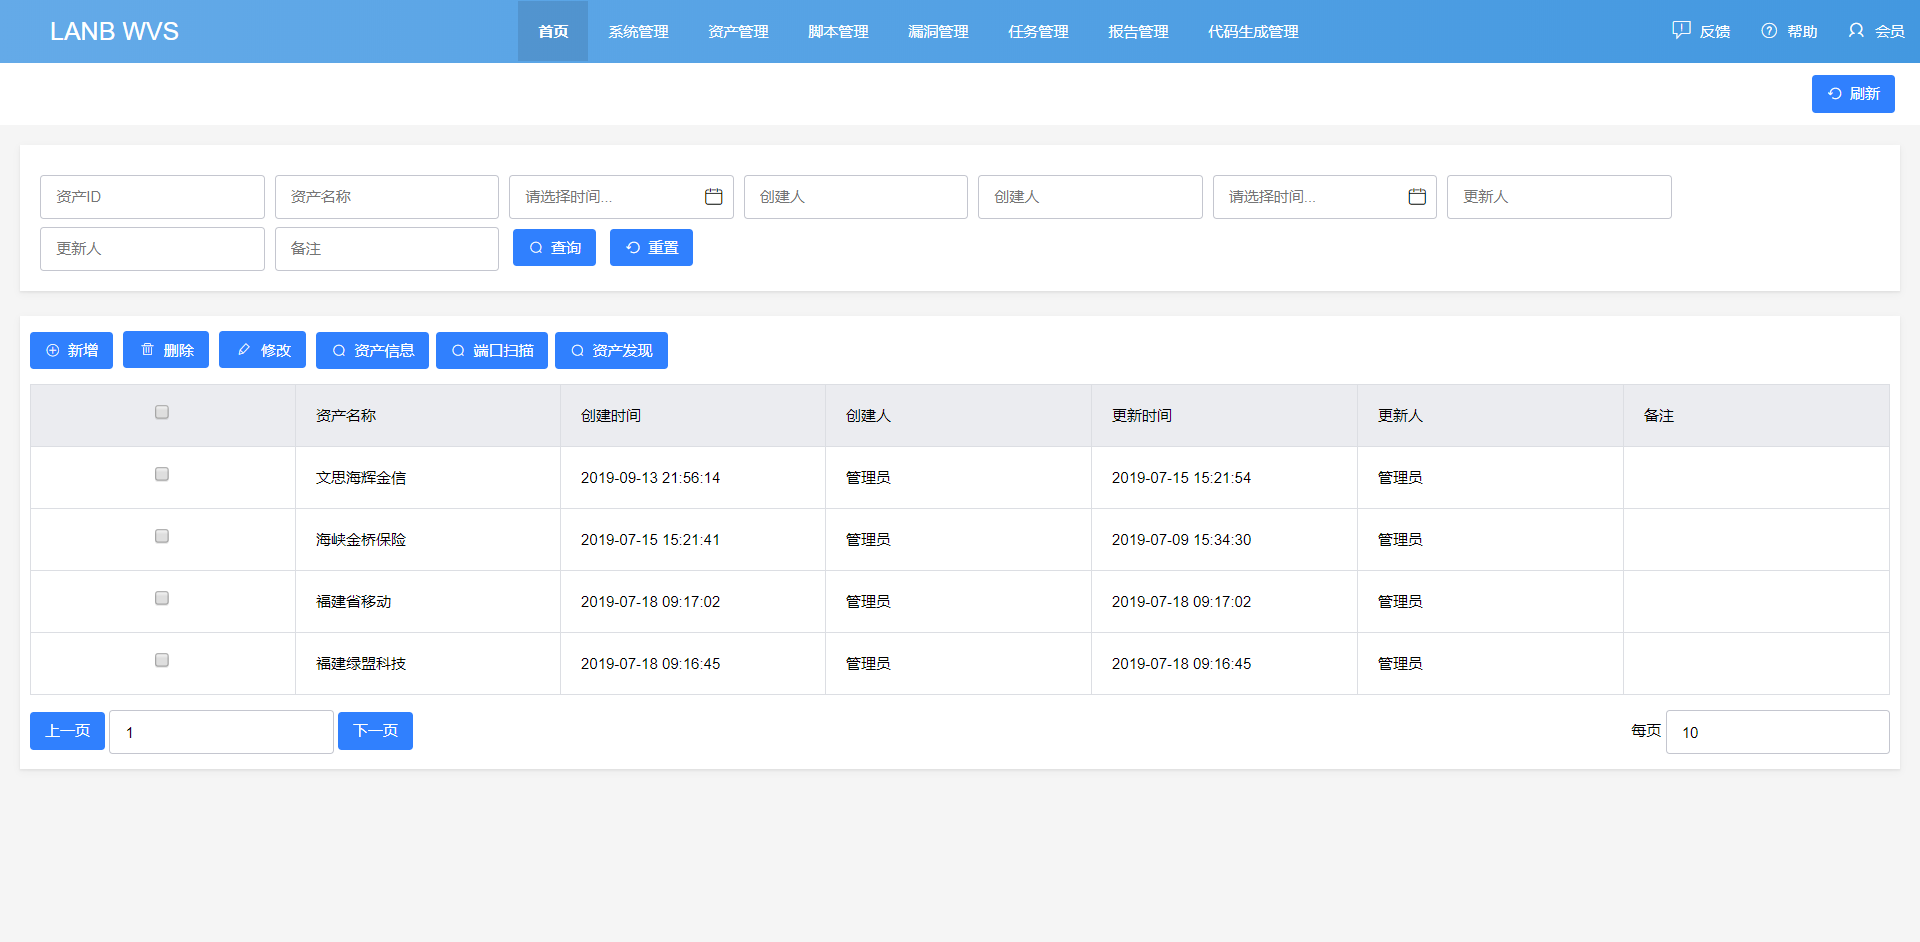 LANB WVS 首页 系统管理 资产管理 脚本管理 漏洞管理 任务管理 报告管理 代码生成管理 反馈 帮助 会员
刷新
资产ID 资产名称 请选择时间... 创建人 创建人 请选择时间... 更新人
更新人 备注 查询 重置
新增 删除 修改 资产信息 端口扫描 资产发现
资产名称 创建时间 创建人 更新时间 更新人 备注
文思海辉金信 2019-09-13 21:56:14 管理员 2019-07-15 15:21:54 管理员
海峡金桥保险 2019-07-15 15:21:41 管理员 2019-07-09 15:34:30 管理员
福建省移动 2019-07-18 09:17:02 管理员 2019-07-18 09:17:02 管理员
福建绿盟科技 2019-07-18 09:16:45 管理员 2019-07-18 09:16:45 管理员
上一页 1 下一页 每页 10